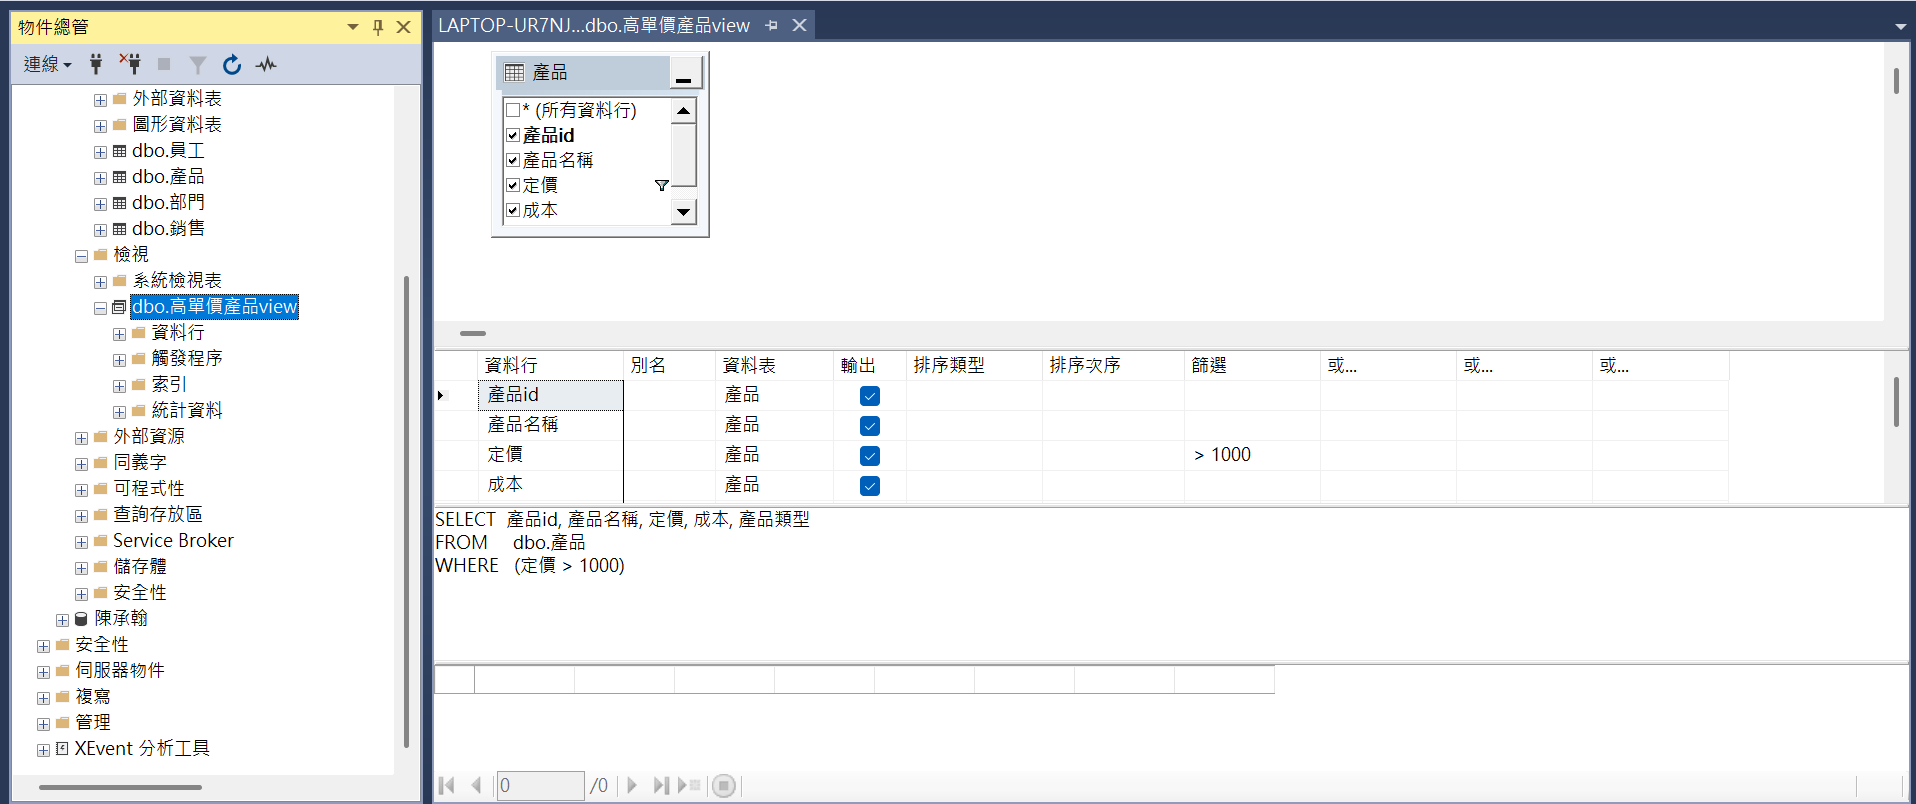 物件總管
連線
外部資料表
圖形資料表
dbo.員工
dbo.產品
dbo.部門
dbo.銷售
檢視
系統檢視表
dbo.高單價產品view
資料行
觸發程序
索引
統計資料
外部資源
同義字
可程式性
查詢存放區
Service Broker
儲存體
安全性
陳承翰
安全性
伺服器物件
複寫
管理
XEvent 分析工具
LAPTOP-UR7NJ...dbo.高單價產品view
產品
* (所有資料行)
產品id
產品名稱
定價
成本
資料行 別名 資料表 輸出 排序類型 排序次序 篩選 或... 或... 或...
產品id 產品
產品名稱 產品
定價 產品 > 1000
成本 產品
SELECT 產品id, 產品名稱, 定價, 成本, 產品類型
FROM dbo.產品
WHERE (定價 > 1000)
0 /0